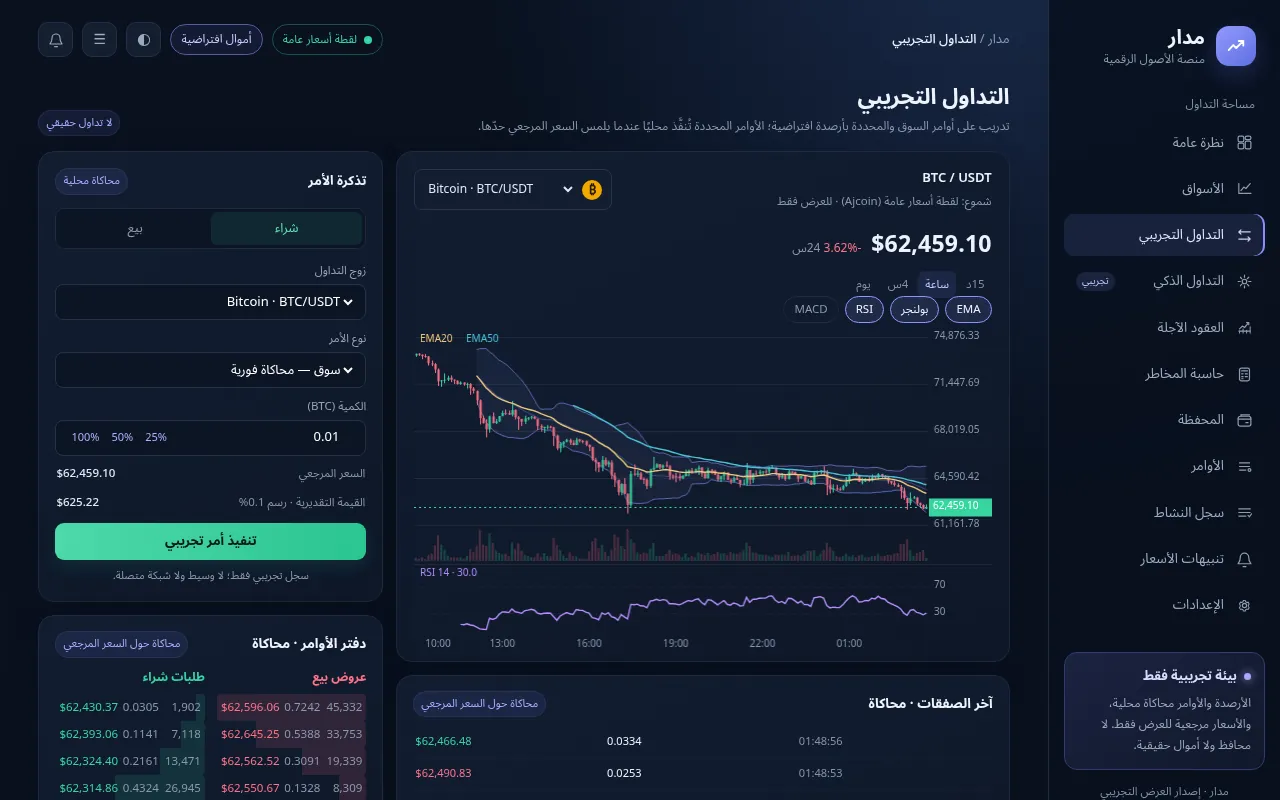 مدار
منصة الأصول الرقمية
مساحة التداول
نظرة عامة
الأسواق
التداول التجريبي
التداول الذكي
تجريبي
العقود الآجلة
حاسبة المخاطر
المحفظة
الأوامر
سجل النشاط
تنبيهات الأسعار
الإعدادات
بيئة تجريبية فقط
الأرصدة والأوامر محاكاة محلية،
والأسعار مرجعية للعرض فقط. لا
محافظ ولا أموال حقيقية.
مدار · إصدار العرض التجريبي
مدار / التداول التجريبي
لقطة أسعار عامة
أموال افتراضية
التداول التجريبي
تدريب على أوامر السوق والمحددة بأرصدة افتراضية؛ الأوامر المحددة تُنفَّذ محليًا عندما يلمس السعر المرجعي حدّها.
لا تداول حقيقي
BTC / USDT
شموع: لقطة أسعار عامة (Ajcoin) · للعرض فقط
Bitcoin · BTC/USDT
$62,459.10 -3.62% 24س
15د ساعة 4س يوم
EMA بولنجر RSI MACD
EMA20 EMA50
74,876.33
71,447.69
68,019.05
64,590.42
62,459.10
61,161.78
RSI 14 · 30.0
70
30
10:00 13:00 16:00 19:00 22:00 01:00
آخر الصفقات · محاكاة
محاكاة حول السعر المرجعي
$62,466.48 0.0334 01:48:56
$62,490.83 0.0253 01:48:53
تذكرة الأمر
محاكاة محلية
شراء بيع
زوج التداول
Bitcoin · BTC/USDT
نوع الأمر
سوق — محاكاة فورية
الكمية (BTC)
0.01 25% 50% 100%
السعر المرجعي $62,459.10
القيمة التقديرية · رسم 0.1% $625.22
تنفيذ أمر تجريبي
سجل تجريبي فقط؛ لا وسيط ولا شبكة متصلة.
دفتر الأوامر · محاكاة
محاكاة حول السعر المرجعي
عروض بيع
$62,596.06 0.7242 45,332
$62,645.25 0.5388 33,753
$62,562.52 0.3091 19,339
$62,550.67 0.1328 8,309
طلبات شراء
$62,430.37 0.0305 1,902
$62,393.06 0.1141 7,118
$62,324.40 0.2161 13,471
$62,314.86 0.4324 26,945